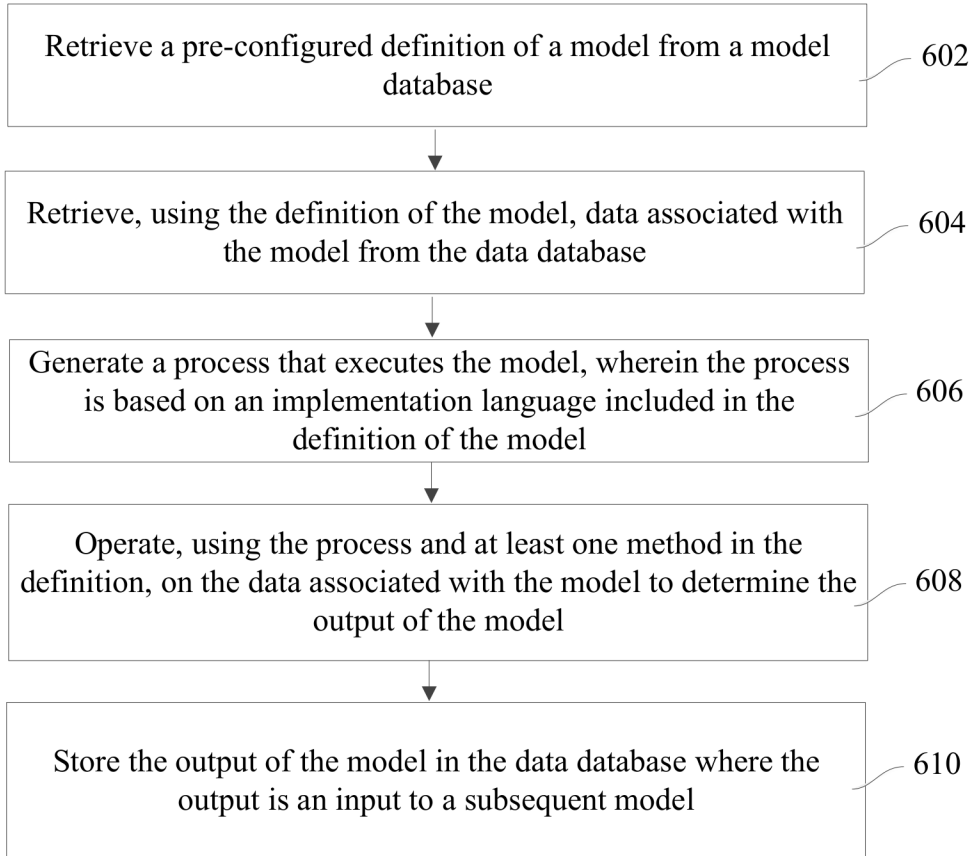 Retrieve a pre-configured definition of a model from a model
database
602
Retrieve, using the definition of the model, data associated with
the model from the data database
604
Generate a process that executes the model, wherein the process
is based on an implementation language included in the
definition of the model
606
Operate, using the process and at least one method in the
definition, on the data associated with the model to determine the
output of the model
608
Store the output of the model in the data database where the
output is an input to a subsequent model
610